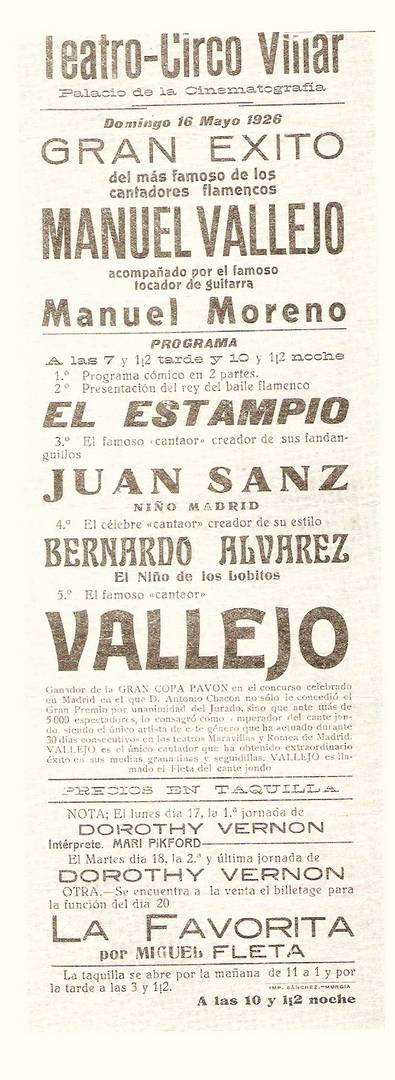 Teatro-Circo Villar
Palacio de la Cinematografía
Domingo 16 Mayo 1926
GRAN EXITO
del más famoso de los
cantadores flamencos
MANUEL VALLEJO
acompañado por el famoso
tocador de guitarra
Manuel Moreno
PROGRAMA
A las 7 y 1|2 tarde y 10 y 1|2 noche
1.º Programa cómico en 2 partes.
2º Presentación del rey del baile flamenco
EL ESTAMPIO
3.º El famoso «cantaor» creador de sus fandan-
guillos
JUAN SANZ
NIÑO MADRID
4.º El célebre «cantaor» creador de su estilo
BERNARDO ALVAREZ
El Niño de los Lobitos
5.º El famoso «cantaor»
VALLEJO
Ganador de la GRAN COPA PAVON en el concurso celebrado
en Madrid en el que D. Antonio Chacon no sólo le concedió el
Gran Premio por unanimidad del Jurado, sino que ante más de
5 000 espectadores, lo consagró como emperador del cante jon-
do, siendo el único artista de este género que ha actuado durante
30 dias consecutivos en los teatros Maravillas y Romea de Madrid.
VALLEJO es el único cantador que ha obtenido extraordinario
éxito en sus medias granatinas y seguidillas. VALLEJO es lla-
mado el Fleta del cante jondo
PRECIOS EN TAQUILLA
NOTA; El lunes día 17, la 1.ª jornada de
DOROTHY VERNON
Intérprete. MARI PIKFORD
El Martes dia 18, la 2.ª y última jornada de
DOROTHY VERNON
OTRA.—Se encuentra a la venta el billetage para
la función del dia 20
LA FAVORITA
por MIGUEL FLETA
La taquilla se abre por la mañana de 11 a 1 y por
la tarde a las 3 y 1|2.
IMP. SÁNCHEZ.—MURCIA
A las 10 y 1|2 noche